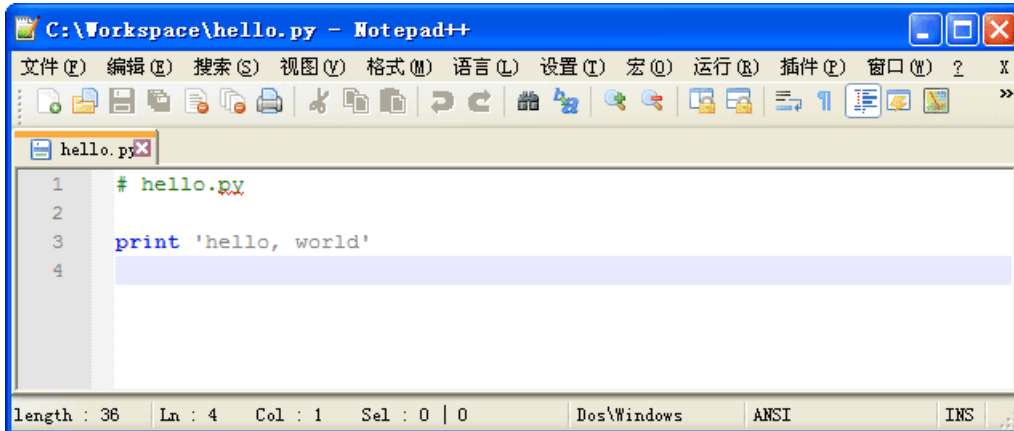 C:\Workspace\hello.py - Notepad++
文件(F) 编辑(E) 搜索(S) 视图(V) 格式(M) 语言(L) 设置(T) 宏(O) 运行(R) 插件(P) 窗口(W) ? X
hello.py
1 # hello.py
2
3 print 'hello, world'
4
length : 36 Ln : 4 Col : 1 Sel : 0 | 0 Dos\Windows ANSI INS